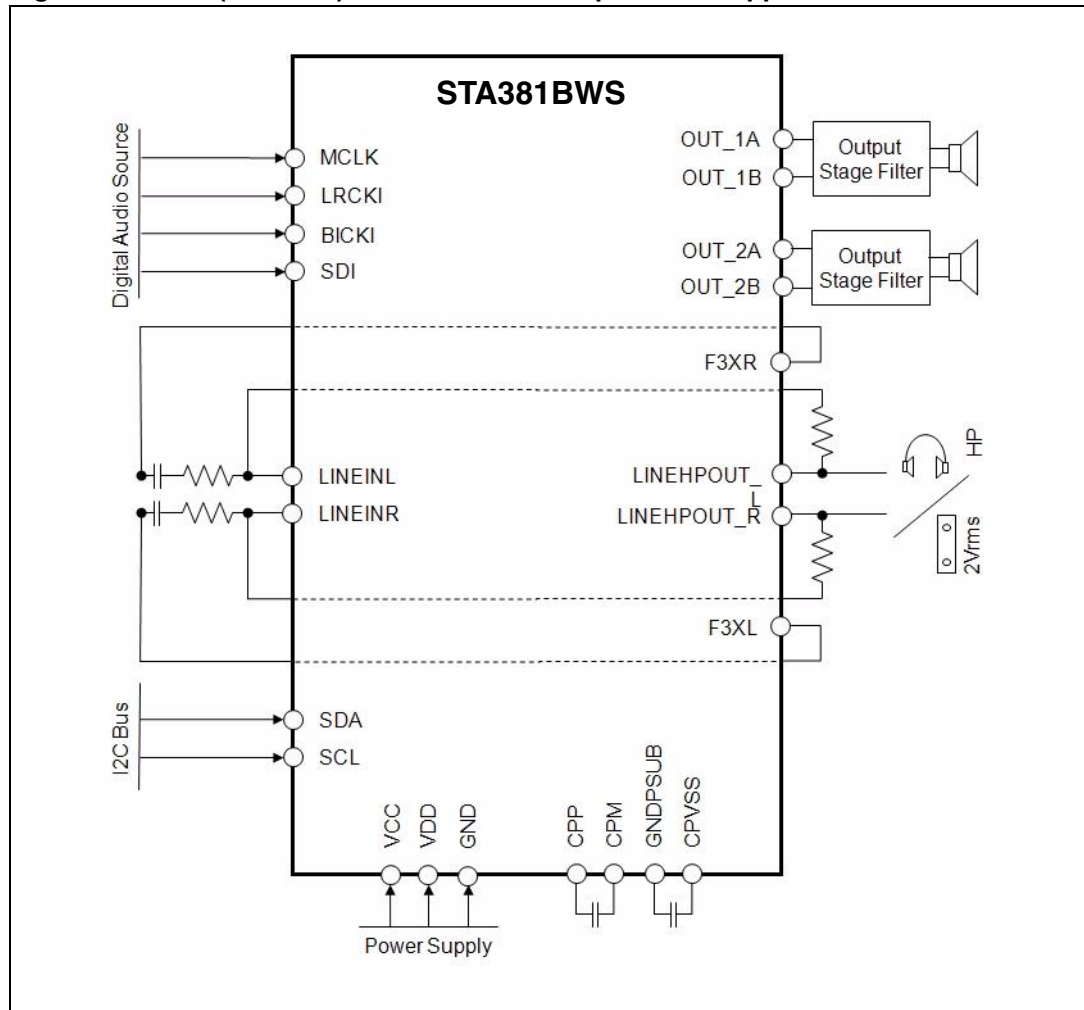 STA381BWS
Digital Audio Source
MCLK
LRCKI
BICKI
SDI
OUT_1A
OUT_1B
Output
Stage Filter
OUT_2A
OUT_2B
Output
Stage Filter
F3XR
LINEINL
LINEINR
LINEHPOUT_
L
LINEHPOUT_R
HP
2Vrms
F3XL
I2C Bus
SDA
SCL
VCC
VDD
GND
CPP
CPM
GNDPSUB
CPVSS
Power Supply